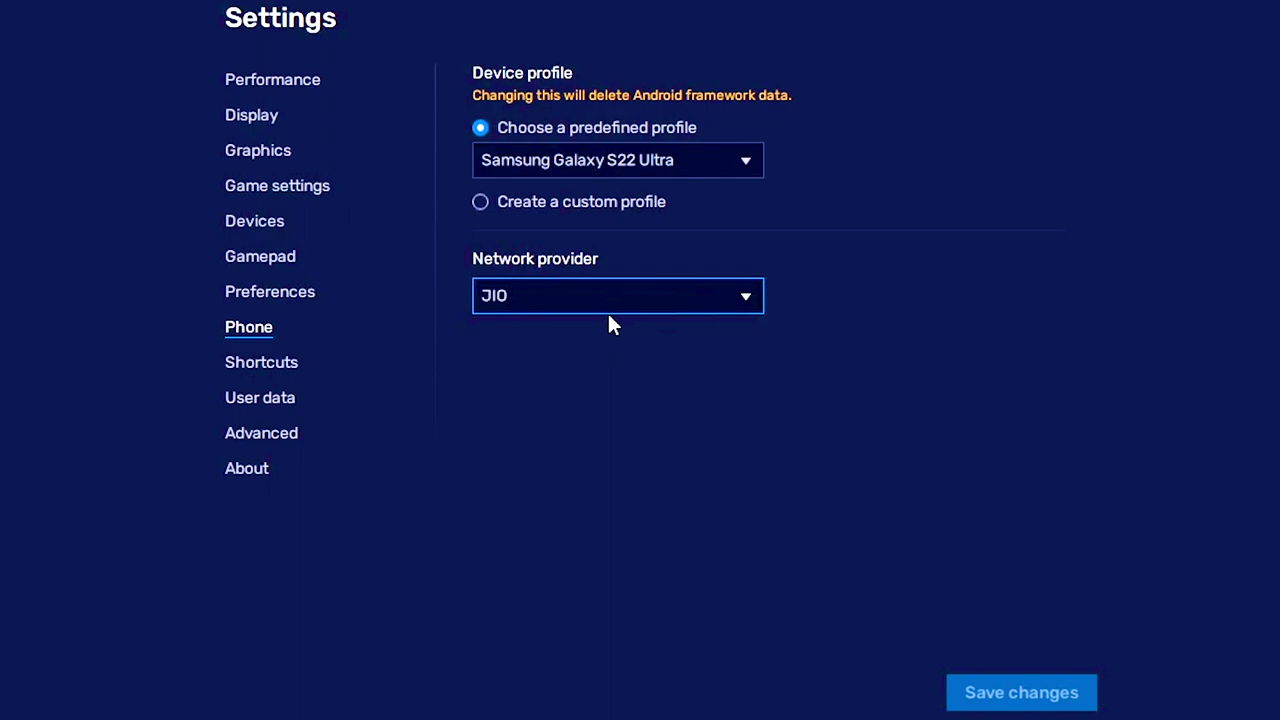 Settings
Performance
Display
Graphics
Game settings
Devices
Gamepad
Preferences
Phone
Shortcuts
User data
Advanced
About
Device profile
Changing this will delete Android framework data.
Choose a predefined profile
Samsung Galaxy S22 Ultra
Create a custom profile
Network provider
JIO
Save changes